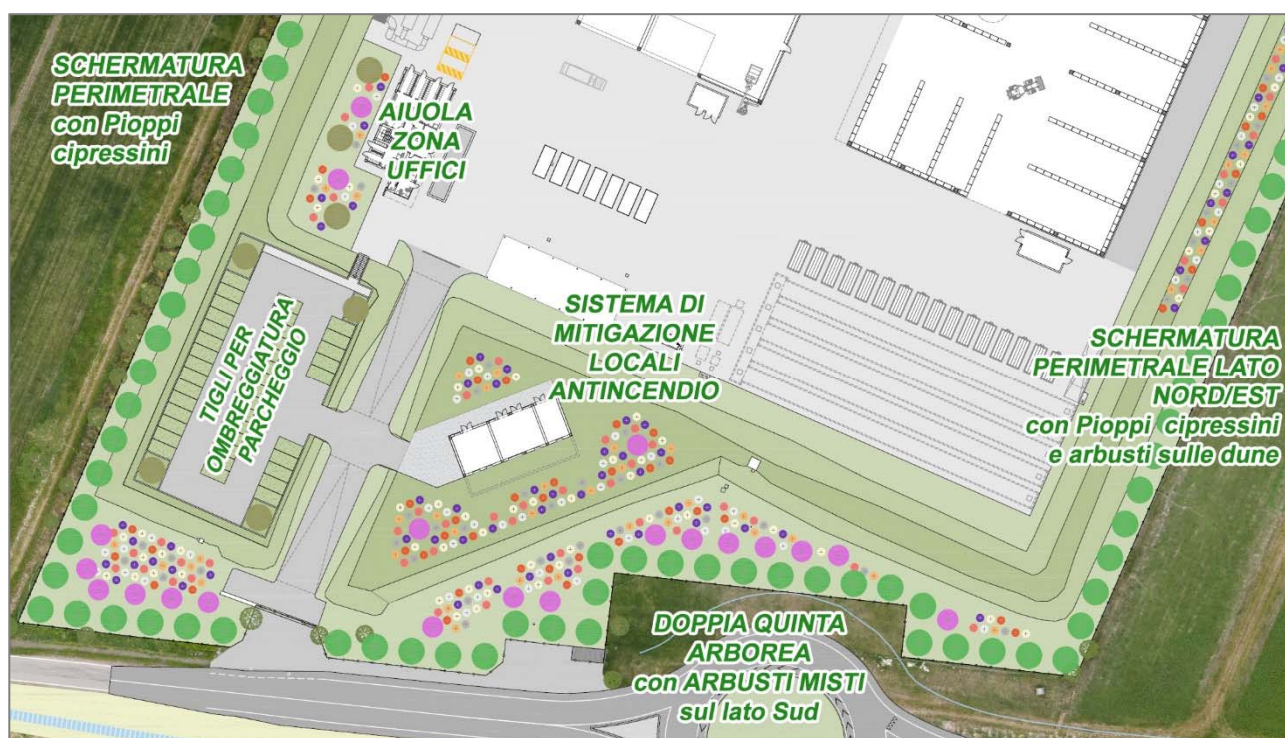 SCHERMATURA
PERIMETRALE
con Pioppi
cipressini
AIUOLA
ZONA
UFFICI
TIGLI PER
OMBREGGIATURA
PARCHEGGIO
SISTEMA DI
MITIGAZIONE
LOCALI
ANTINCENDIO
SCHERMATURA
PERIMETRALE LATO
NORD/EST
con Pioppi cipressini
e arbusti sulle dune
DOPPIA QUINTA
ARBOREA
con ARBUSTI MISTI
sul lato Sud